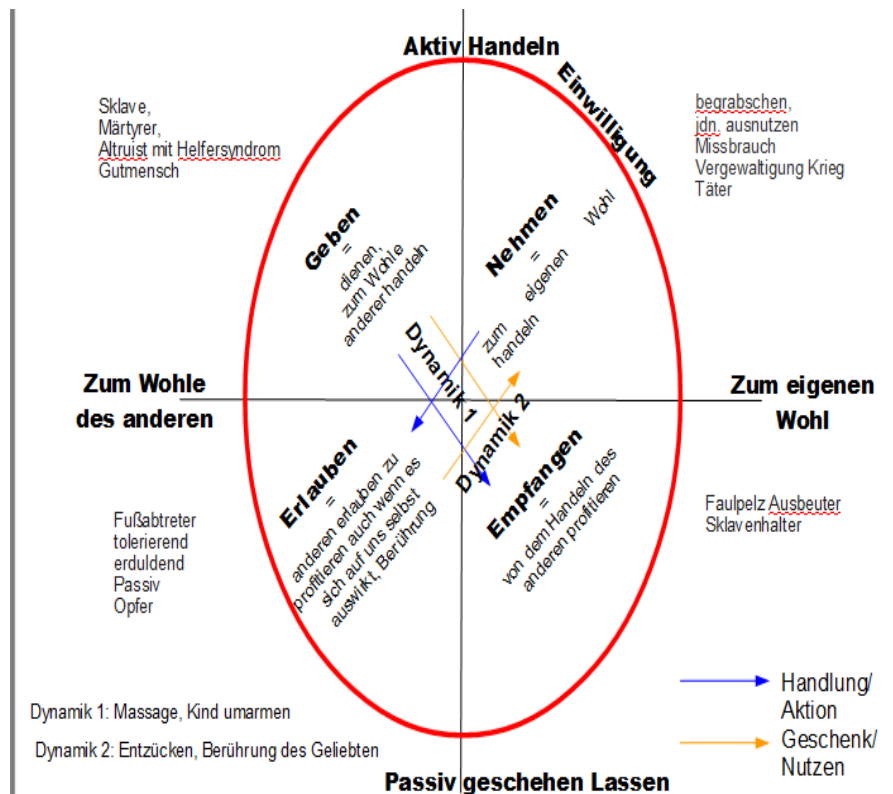 Aktiv Handeln
Einwilligung
Sklave,
Märtyrer,
Altruist mit Helfersyndrom
Gutmensch
begrabschen,
jdn. ausnutzen
Missbrauch
Vergewaltigung Krieg
Täter
Geben
=
dienen,
zum Wohle
anderer handeln
Nehmen
=
zum eigenen Wohl
handeln
Dynamik 1
Dynamik 2
Zum Wohle
des anderen
Zum eigenen
Wohl
Erlauben
=
anderen erlauben zu
profitieren auch wenn es
sich auf uns selbst
auswirkt, Berührung
Empfangen
=
von dem Handeln des
anderen profitieren
Fußabtreter
tolerierend
erduldend
Passiv
Opfer
Faulpelz Ausbeuter
Sklavenhalter
Dynamik 1: Massage, Kind umarmen
Dynamik 2: Entzücken, Berührung des Geliebten
Handlung/
Aktion
Geschenk/
Nutzen
Passiv geschehen Lassen